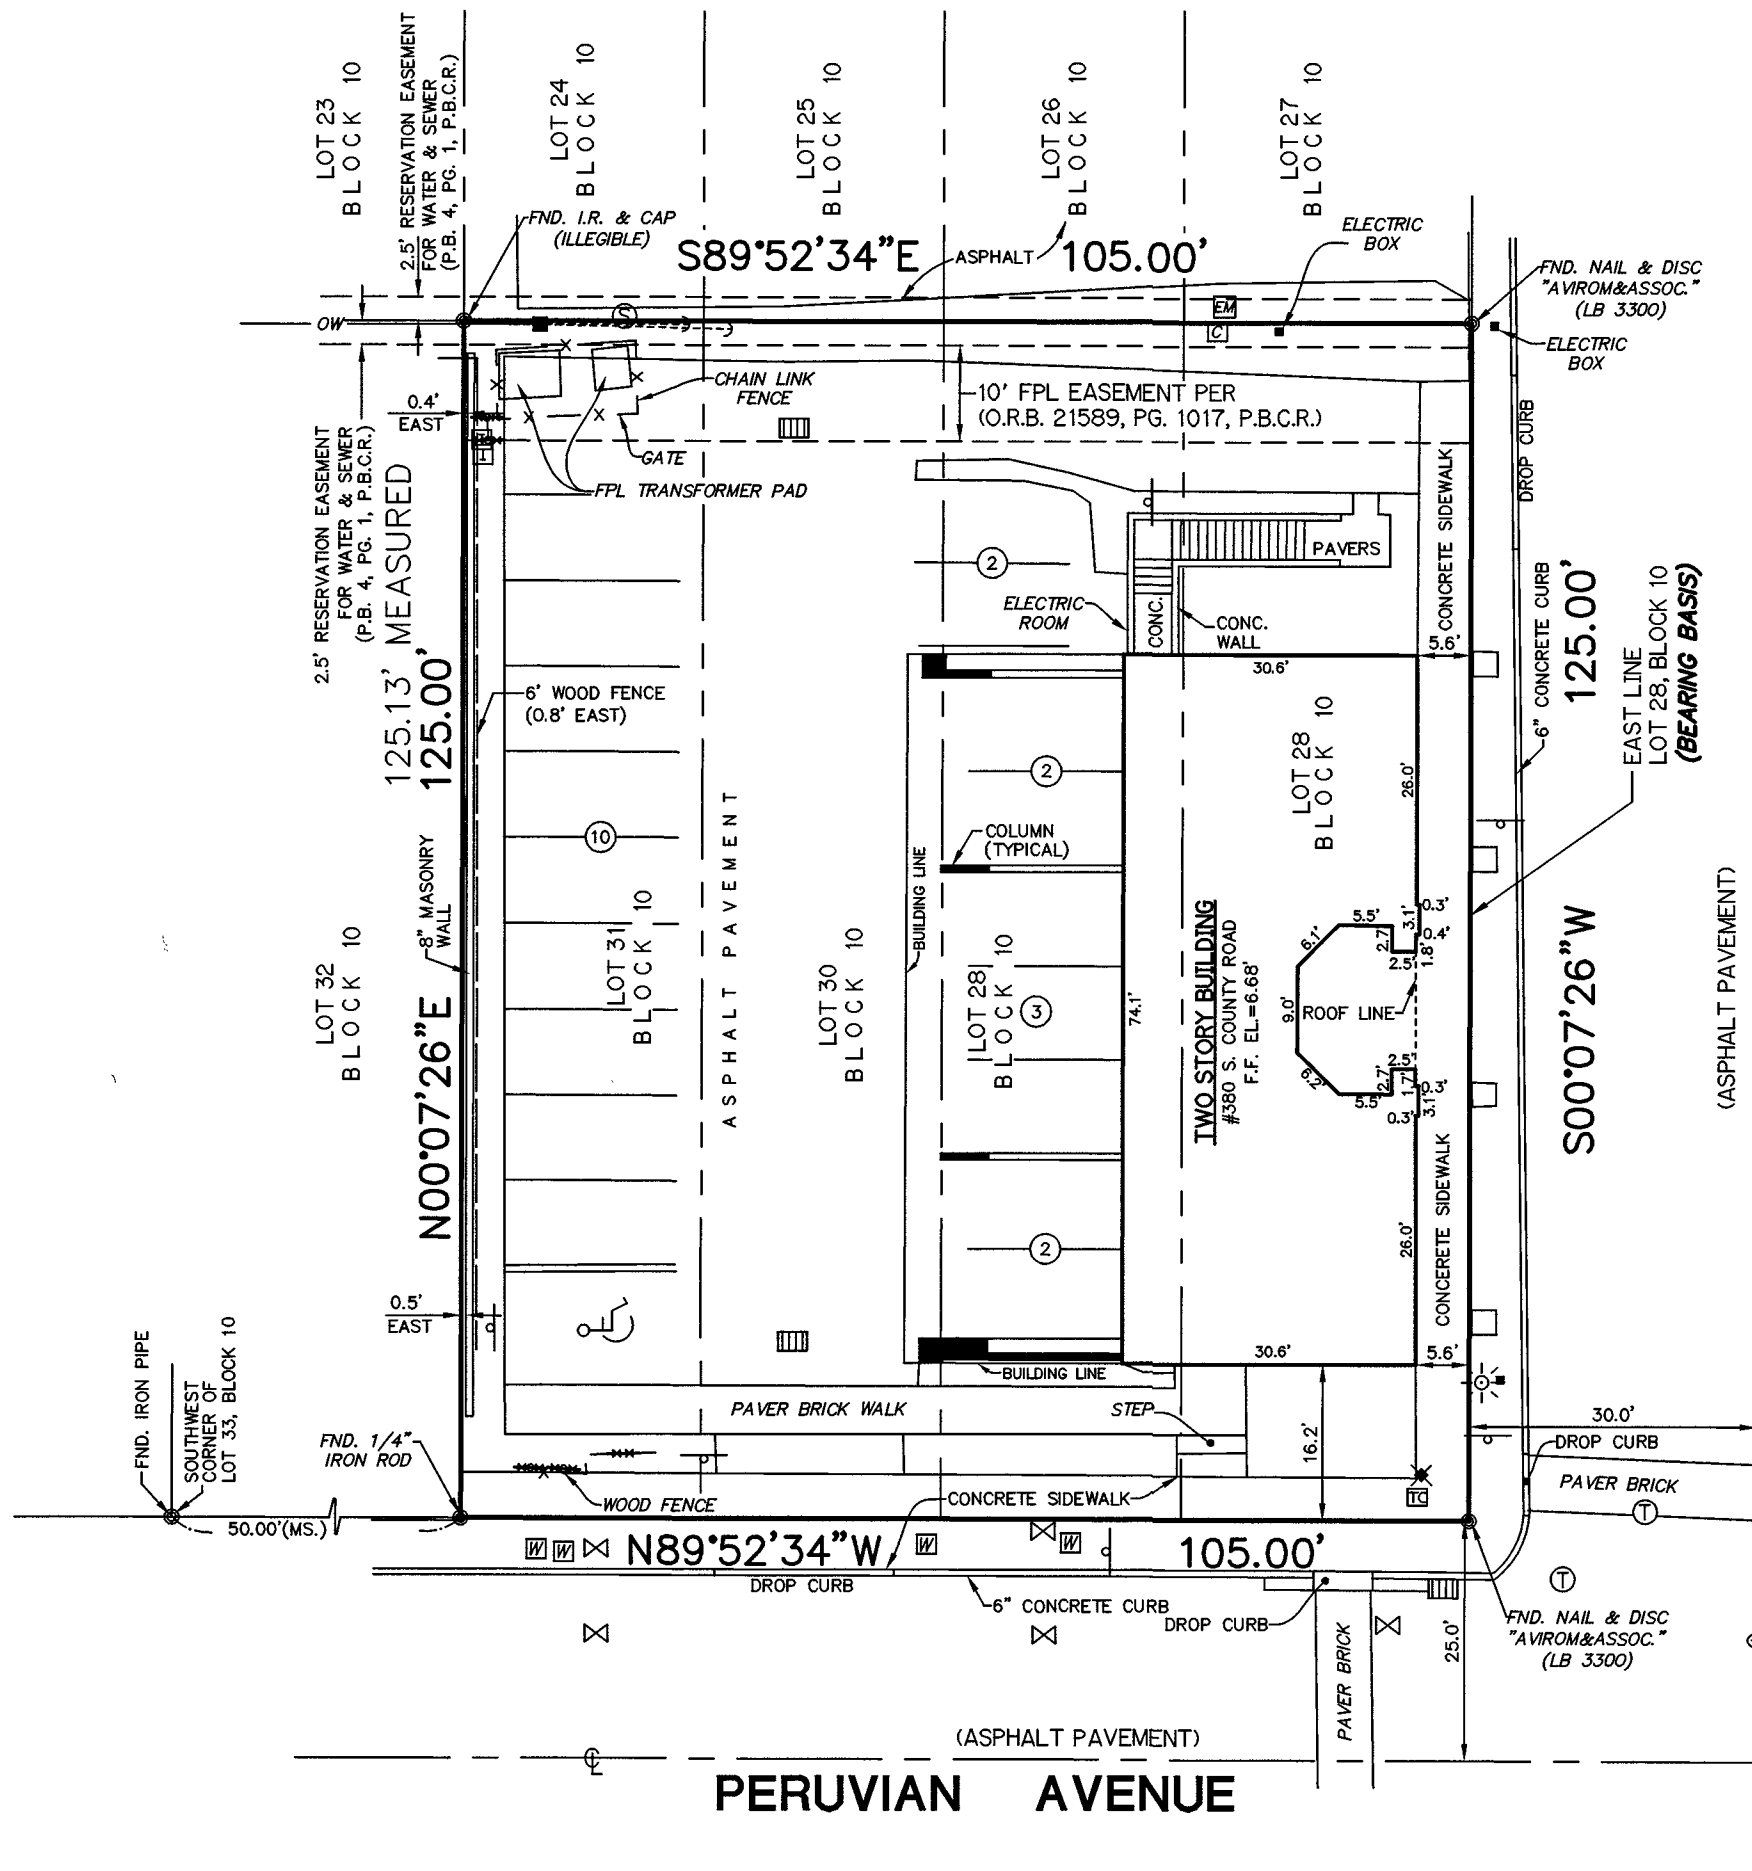 LOT 23
BLOCK 10
2.5' RESERVATION EASEMENT
FOR WATER & SEWER
(P.B. 4, PG. 1, P.B.C.R.)
LOT 24
BLOCK 10
LOT 25
BLOCK 10
LOT 26
BLOCK 10
LOT 27
BLOCK 10
FND. I.R. & CAP
(ILLEGIBLE)
S89°52'34"E
ASPHALT
105.00'
ELECTRIC
BOX
FND. NAIL & DISC
"AVIROM&ASSOC."
(LB 3300)
ELECTRIC
BOX
OW
S
EM
C
0.4'
EAST
CHAIN LINK
FENCE
10' FPL EASEMENT PER
(O.R.B. 21589, PG. 1017, P.B.C.R.)
GATE
FPL TRANSFORMER PAD
2.5' RESERVATION EASEMENT
FOR WATER & SEWER
(P.B. 4, PG. 1, P.B.C.R.)
125.13' MEASURED
125.00'
N00°07'26"E
6' WOOD FENCE
(0.8' EAST)
DROP CURB
CONCRETE SIDEWALK
PAVERS
2
ELECTRIC
ROOM
CONC.
CONC.
WALL
5.6'
30.6'
6" CONCRETE CURB
125.00'
S00°07'26"W
EAST LINE
LOT 28, BLOCK 10
(BEARING BASIS)
LOT 28
BLOCK 10
26.0'
2
10
COLUMN
(TYPICAL)
BUILDING LINE
ASPHALT PAVEMENT
8" MASONRY
WALL
LOT 32
BLOCK 10
LOT 31
BLOCK 10
LOT 30
BLOCK 10
LOT 28
BLOCK 10
3
74.1'
TWO STORY BUILDING
#380 S. COUNTY ROAD
F.F. EL.=6.68'
6.1'
5.5'
2.7'
2.5'
3.1'
0.3'
0.4'
1.8'
9.0'
ROOF LINE
6.2'
5.5'
2.7'
2.5'
1.7'
0.3'
3.1'
0.3'
(ASPHALT PAVEMENT)
CONCRETE SIDEWALK
26.0'
2
0.5'
EAST
30.6'
5.6'
BUILDING LINE
FND. IRON PIPE
SOUTHWEST
CORNER OF
LOT 33, BLOCK 10
FND. 1/4"
IRON ROD
PAVER BRICK WALK
STEP
16.2'
30.0'
DROP CURB
PAVER BRICK
T
50.00'(MS.)
WOOD FENCE
CONCRETE SIDEWALK
TC
W
W
N89°52'34"W
W
W
105.00'
DROP CURB
6" CONCRETE CURB
DROP CURB
T
FND. NAIL & DISC
"AVIROM&ASSOC."
(LB 3300)
25.0'
PAVER BRICK
(ASPHALT PAVEMENT)
CL
PERUVIAN AVENUE